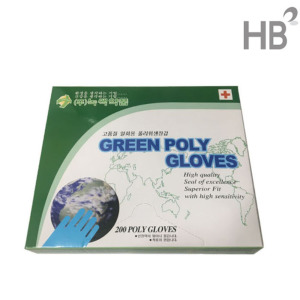 HB²
고품질 일회용 폴리위생장갑
GREEN POLY
GLOVES
High quality
Seal of excellence
Superior Fit
with high sensitivity
200 POLY GLOVES